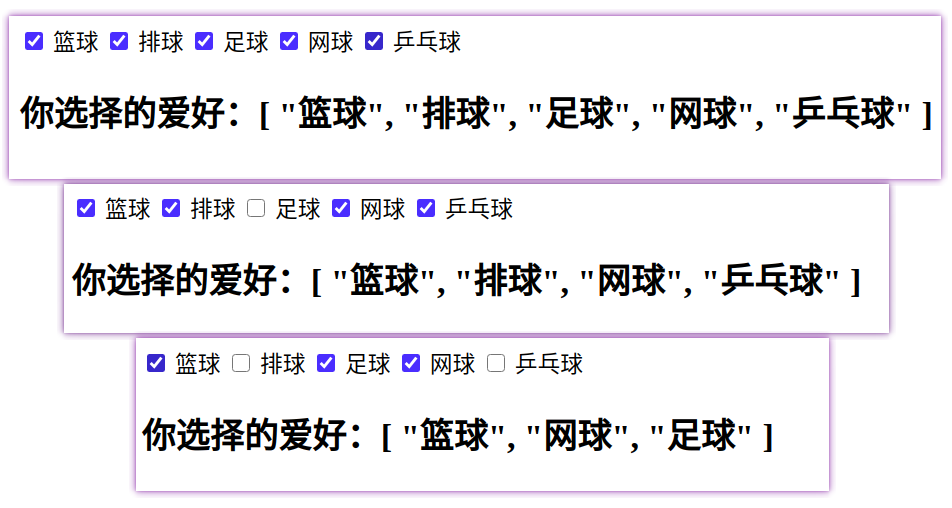 篮球 排球 足球 网球 乒乓球
你选择的爱好：[ "篮球", "排球", "足球", "网球", "乒乓球" ]
篮球 排球 足球 网球 乒乓球
你选择的爱好：[ "篮球", "排球", "网球", "乒乓球" ]
篮球 排球 足球 网球 乒乓球
你选择的爱好：[ "篮球", "网球", "足球" ]